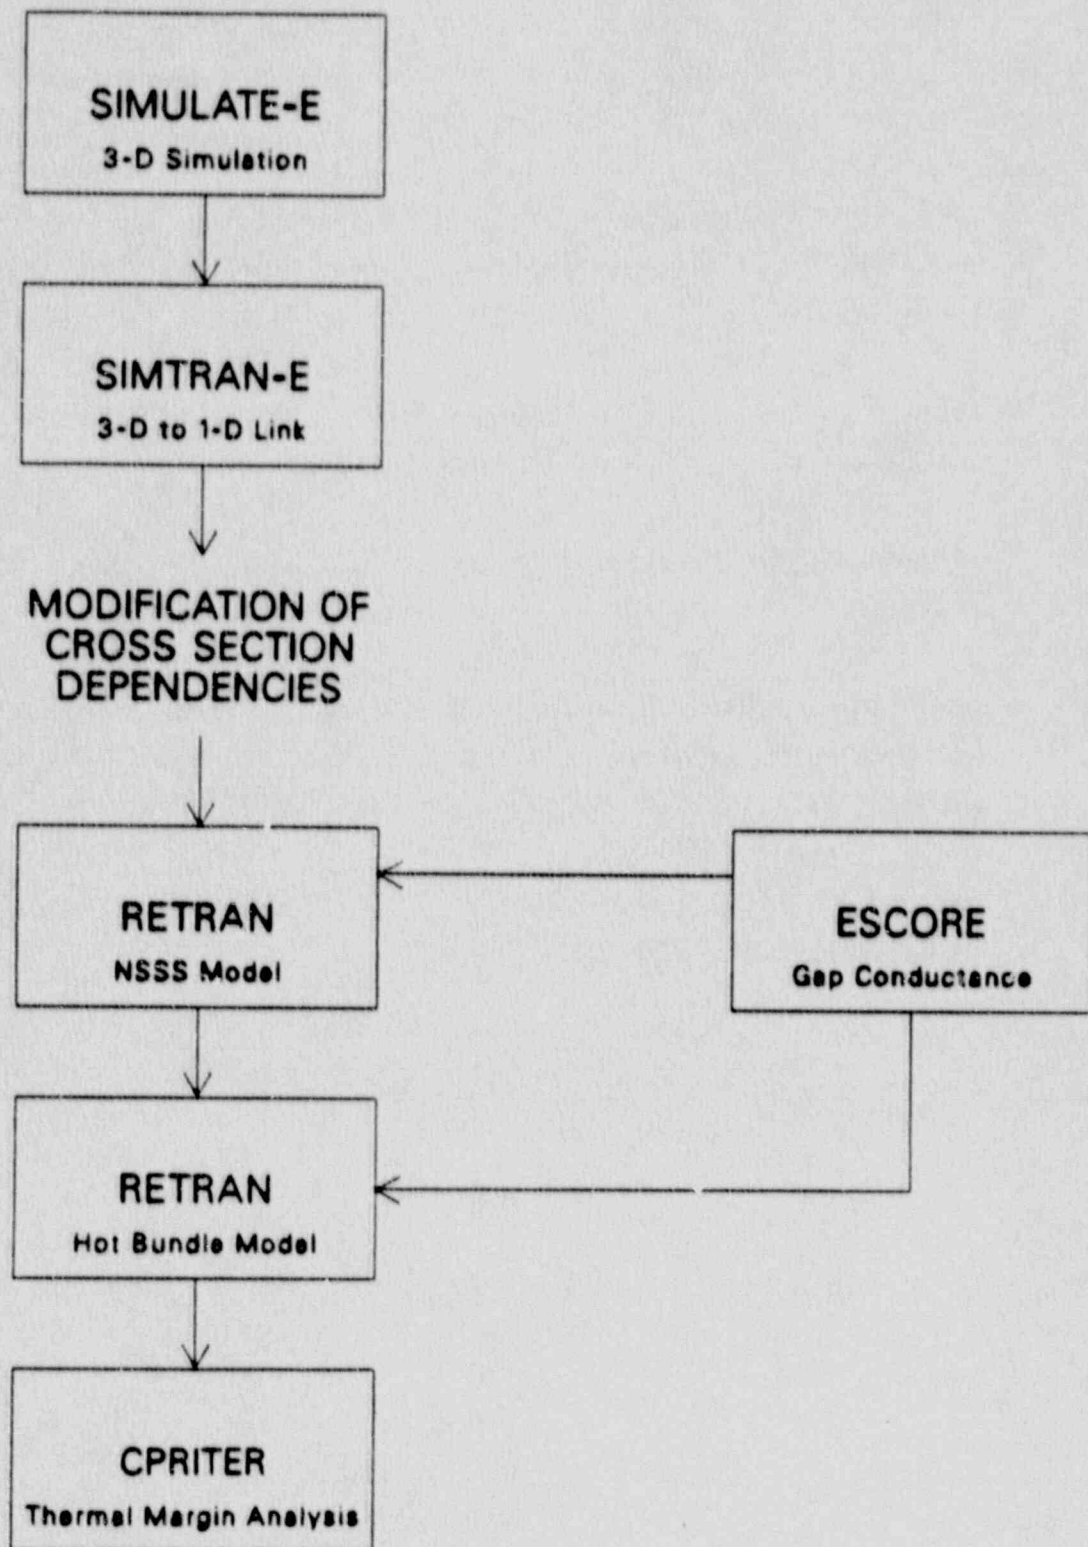 SIMULATE-E
3-D Simulation
SIMTRAN-E
3-D to 1-D Link
MODIFICATION OF
CROSS SECTION
DEPENDENCIES
RETRAN
NSSS Model
ESCORE
Gap Conductance
RETRAN
Hot Bundle Model
CPRITER
Thermal Margin Analysis